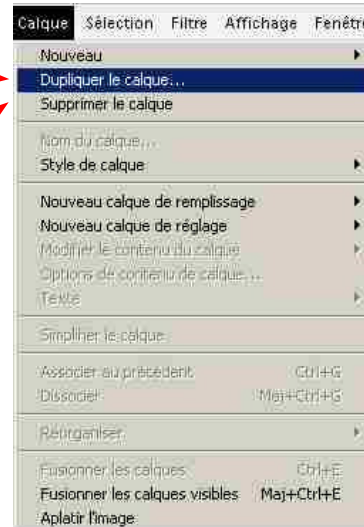 Calque Sélection Filtre Affichage Fenêtr
Nouveau
Dupliquer le calque...
Supprimer le calque
Nom du calque...
Style de calque
Nouveau calque de remplissage
Nouveau calque de réglage
Modifier le contenu du calque
Options de contenu de calque...
Texte
Simplifier le calque
Associer au précédent Ctrl+G
Dissocier Maj+Ctrl+G
Réorganiser
Fusionner les calques Ctrl+E
Fusionner les calques visibles Maj+Ctrl+E
Aplatir l'image